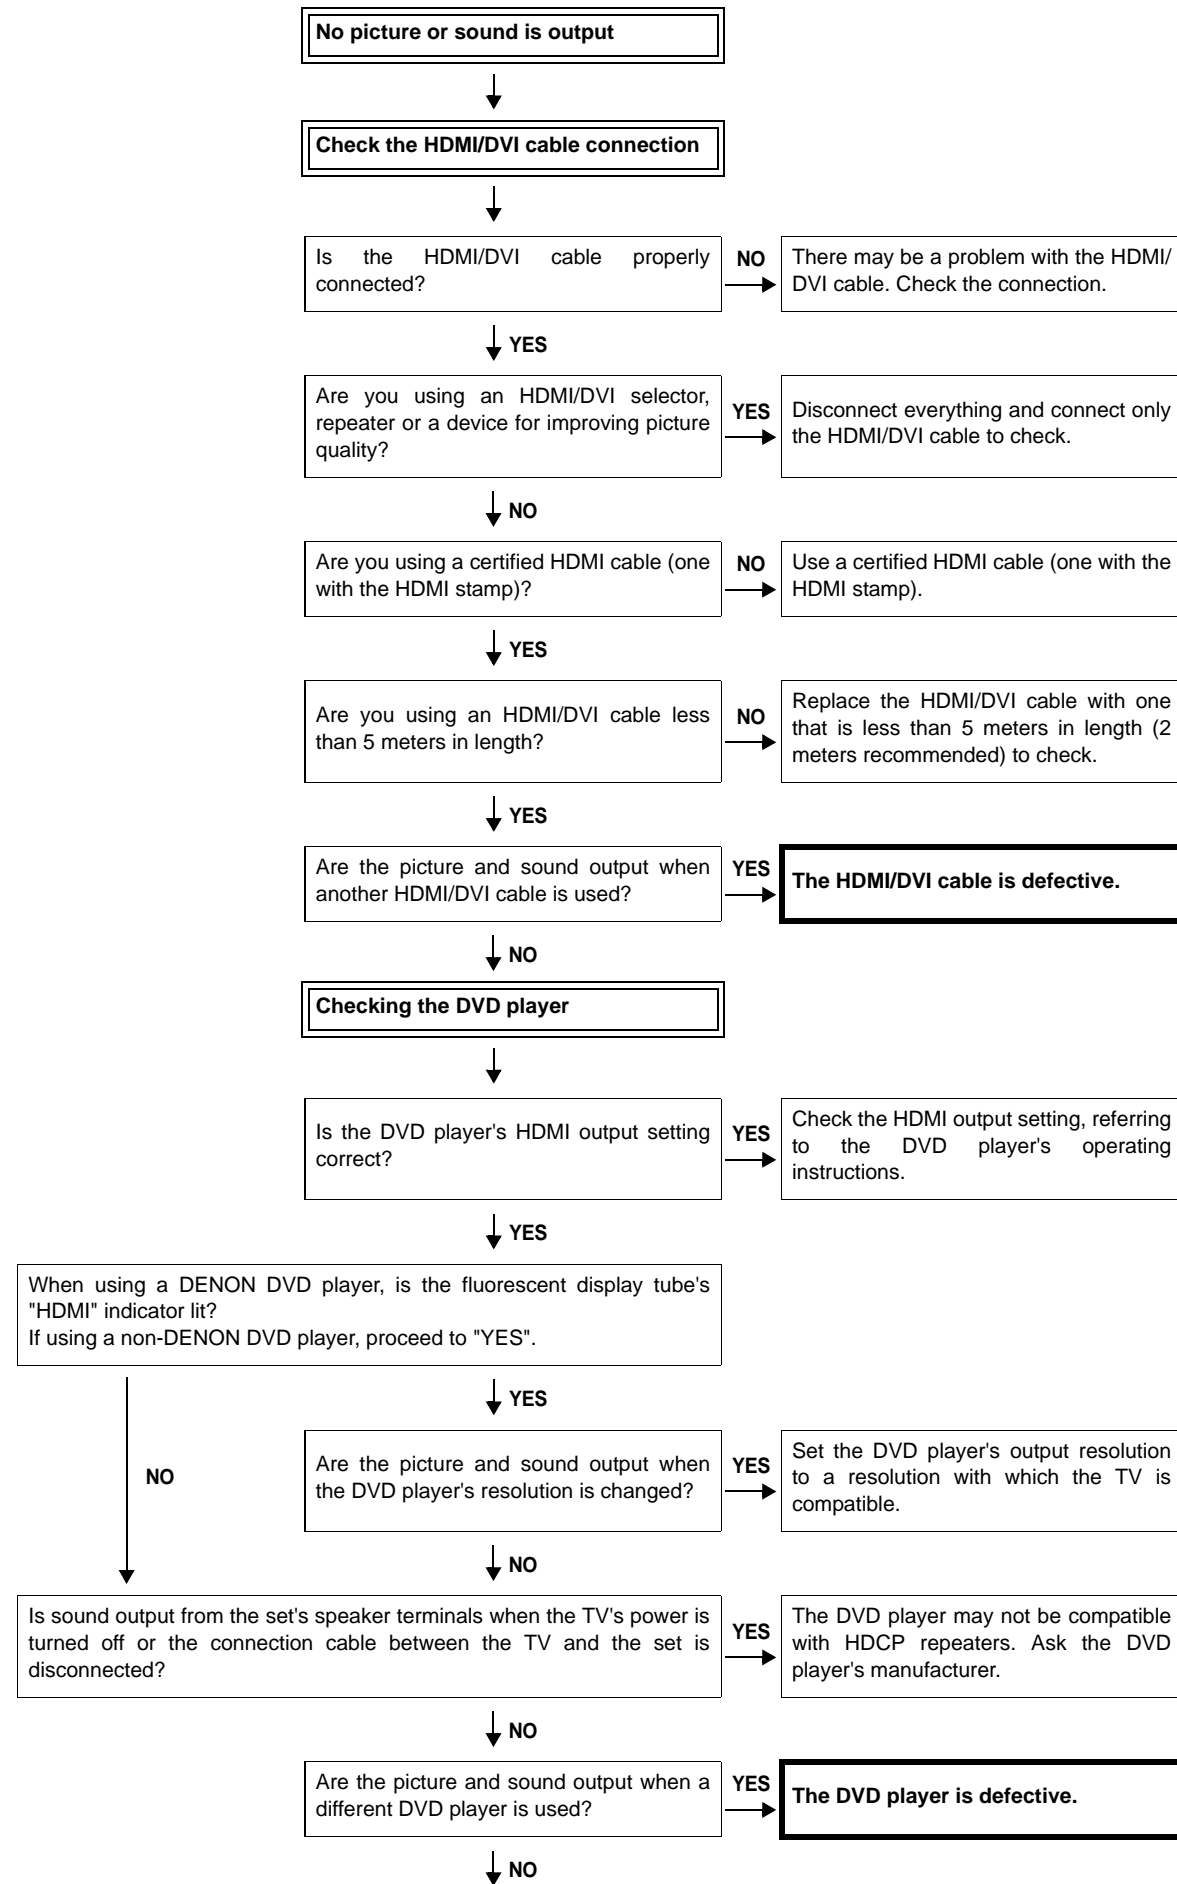 No picture or sound is output
Check the HDMI/DVI cable connection
Is the HDMI/DVI cable properly
connected?
NO
There may be a problem with the HDMI/
DVI cable. Check the connection.
YES
Are you using an HDMI/DVI selector,
repeater or a device for improving picture
quality?
YES
Disconnect everything and connect only
the HDMI/DVI cable to check.
NO
Are you using a certified HDMI cable (one
with the HDMI stamp)?
NO
Use a certified HDMI cable (one with the
HDMI stamp).
YES
Are you using an HDMI/DVI cable less
than 5 meters in length?
NO
Replace the HDMI/DVI cable with one
that is less than 5 meters in length (2
meters recommended) to check.
YES
Are the picture and sound output when
another HDMI/DVI cable is used?
YES
The HDMI/DVI cable is defective.
NO
Checking the DVD player
Is the DVD player's HDMI output setting
correct?
YES
Check the HDMI output setting, referring
to the DVD player's operating
instructions.
YES
When using a DENON DVD player, is the fluorescent display tube's
"HDMI" indicator lit?
If using a non-DENON DVD player, proceed to "YES".
YES
NO
Are the picture and sound output when
the DVD player's resolution is changed?
YES
Set the DVD player's output resolution
to a resolution with which the TV is
compatible.
NO
Is sound output from the set's speaker terminals when the TV's power is
turned off or the connection cable between the TV and the set is
disconnected?
YES
The DVD player may not be compatible
with HDCP repeaters. Ask the DVD
player's manufacturer.
NO
Are the picture and sound output when a
different DVD player is used?
YES
The DVD player is defective.
NO